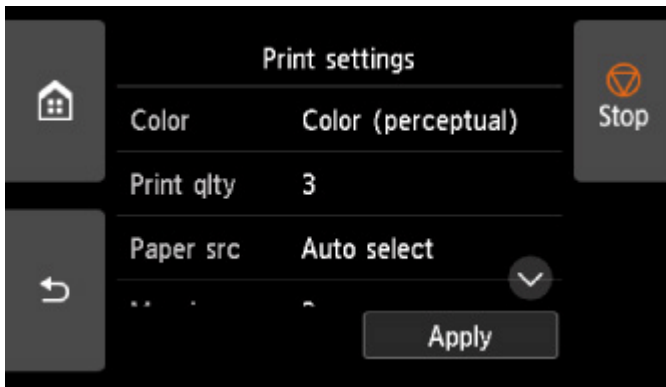 Print settings
Stop
Color Color (perceptual)
Print qlty 3
Paper src Auto select
Apply